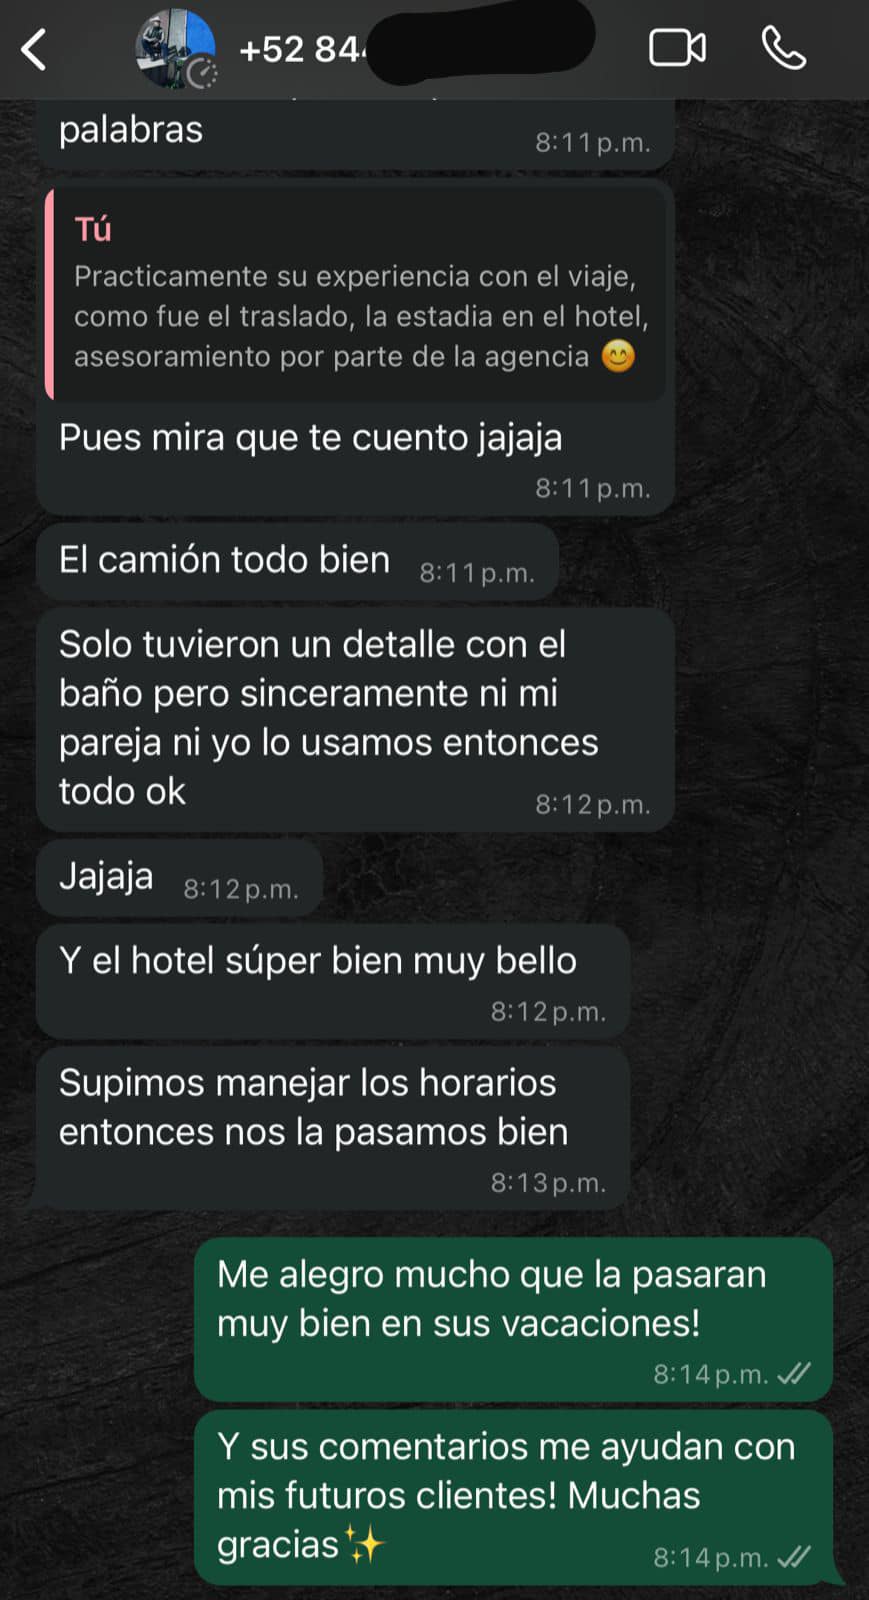 +52 84
palabras
8:11 p.m.
Tú
Practicamente su experiencia con el viaje,
como fue el traslado, la estadia en el hotel,
asesoramiento por parte de la agencia 😊
Pues mira que te cuento jajaja
8:11 p.m.
El camión todo bien 8:11 p.m.
Solo tuvieron un detalle con el
baño pero sinceramente ni mi
pareja ni yo lo usamos entonces
todo ok 8:12 p.m.
Jajaja 8:12 p.m.
Y el hotel súper bien muy bello
8:12 p.m.
Supimos manejar los horarios
entonces nos la pasamos bien
8:13 p.m.
Me alegro mucho que la pasaran
muy bien en sus vacaciones!
8:14 p.m.
Y sus comentarios me ayudan con
mis futuros clientes! Muchas
gracias✨ 8:14 p.m.